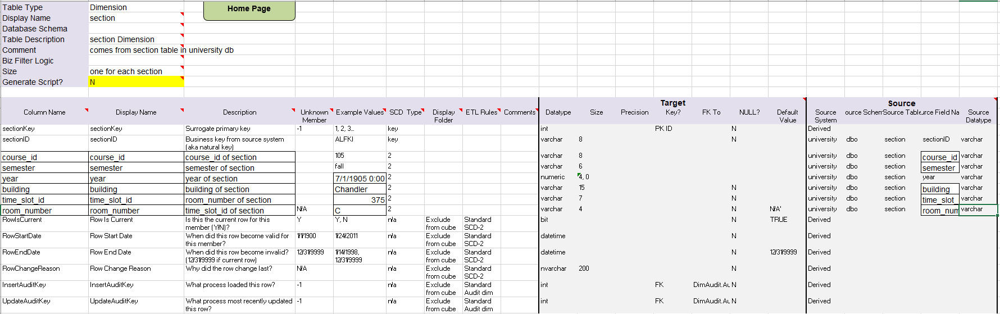 Table Type Dimension Home Page
Display Name section
Database Schema
Table Description section Dimension
Comment comes from section table in university db
Biz Filter Logic
Size one for each section
Generate Script? N
Target Source
Column Name Display Name Description Unknown Member Example Values SCD Type Display Folder ETL Rules Comments Datatype Size Precision Key? FK To NULL? Default Value Source System ource Schem Source Table urce Field Na Source Datatype
sectionKey sectionKey Surrogate primary key -1 1, 2, 3... key int PK ID N Derived
sectionID sectionID Business key from source system (aka natural key) ALFKI key varchar 8 N university dbo section sectionID varchar
course_id course_id course_id of section 105 2 varchar 8 university dbo section course_id varchar
semester semester semester of section fall 2 varchar 6 university dbo section semester varchar
year year year of section 7/1/1905 0:00 2 numeric 4, 0 university dbo section year varchar
building building building of section Chandler 2 varchar 15 N university dbo section building varchar
time_slot_id time_slot_id room_number of section 375 2 varchar 7 N university dbo section time_slot varchar
room_number room_number time_slot_id of section N/A C 2 varchar 4 N N/A' university dbo section room_num varchar
RowIsCurrent Row Is Current Is this the current row for this member (Y/N)? Y Y, N n/a Exclude from cube Standard SCD-2 bit N TRUE Derived
RowStartDate Row Start Date When did this row become valid for this member? 1/1/1900 1/24/2011 n/a Exclude from cube Standard SCD-2 datetime N Derived
RowEndDate Row End Date When did this row become invalid? (12/31/9999 if current row) 12/31/9999 1/14/1998, 12/31/9999 n/a Exclude from cube Standard SCD-2 datetime N 12/31/9999 Derived
RowChangeReason Row Change Reason Why did the row change last? N/A n/a Exclude from cube Standard SCD-2 nvarchar 200 N Derived
InsertAuditKey InsertAuditKey What process loaded this row? -1 n/a Exclude from cube Standard Audit dim int FK DimAudit.Au N Derived
UpdateAuditKey UpdateAuditKey What process most recently updated this row? -1 n/a Exclude from cube Standard Audit dim int FK DimAudit.Au N Derived